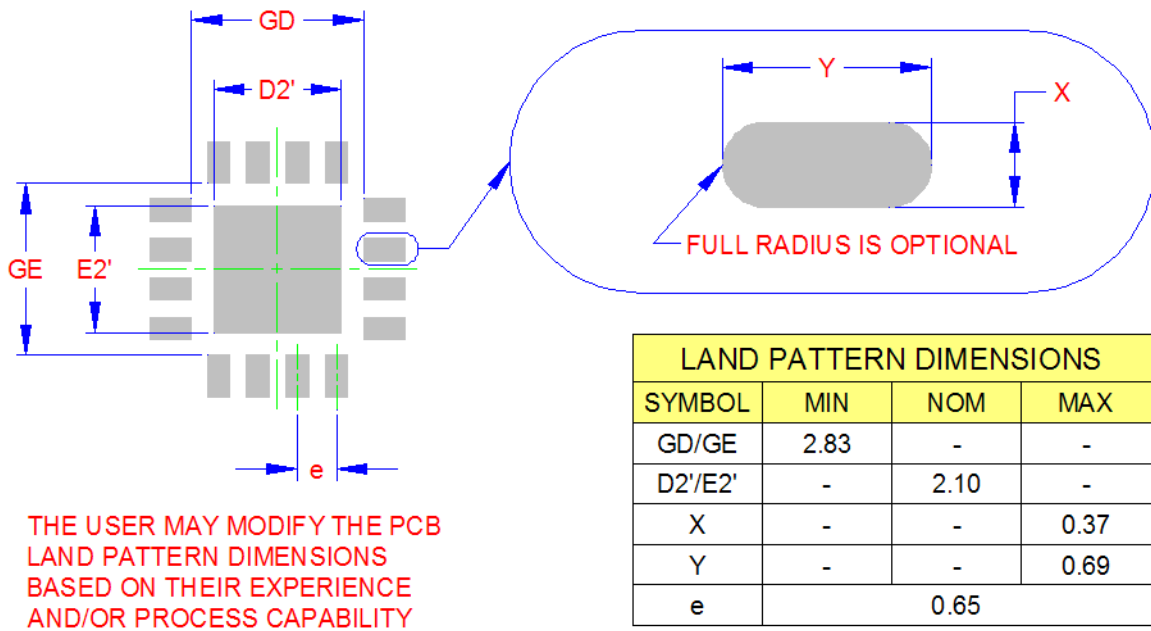 GD
D2'
GE
E2'
e
Y
X
FULL RADIUS IS OPTIONAL
THE USER MAY MODIFY THE PCB
LAND PATTERN DIMENSIONS
BASED ON THEIR EXPERIENCE
AND/OR PROCESS CAPABILITY
LAND PATTERN DIMENSIONS
SYMBOL MIN NOM MAX
GD/GE 2.83 - -
D2'/E2' - 2.10 -
X - - 0.37
Y - - 0.69
e 0.65